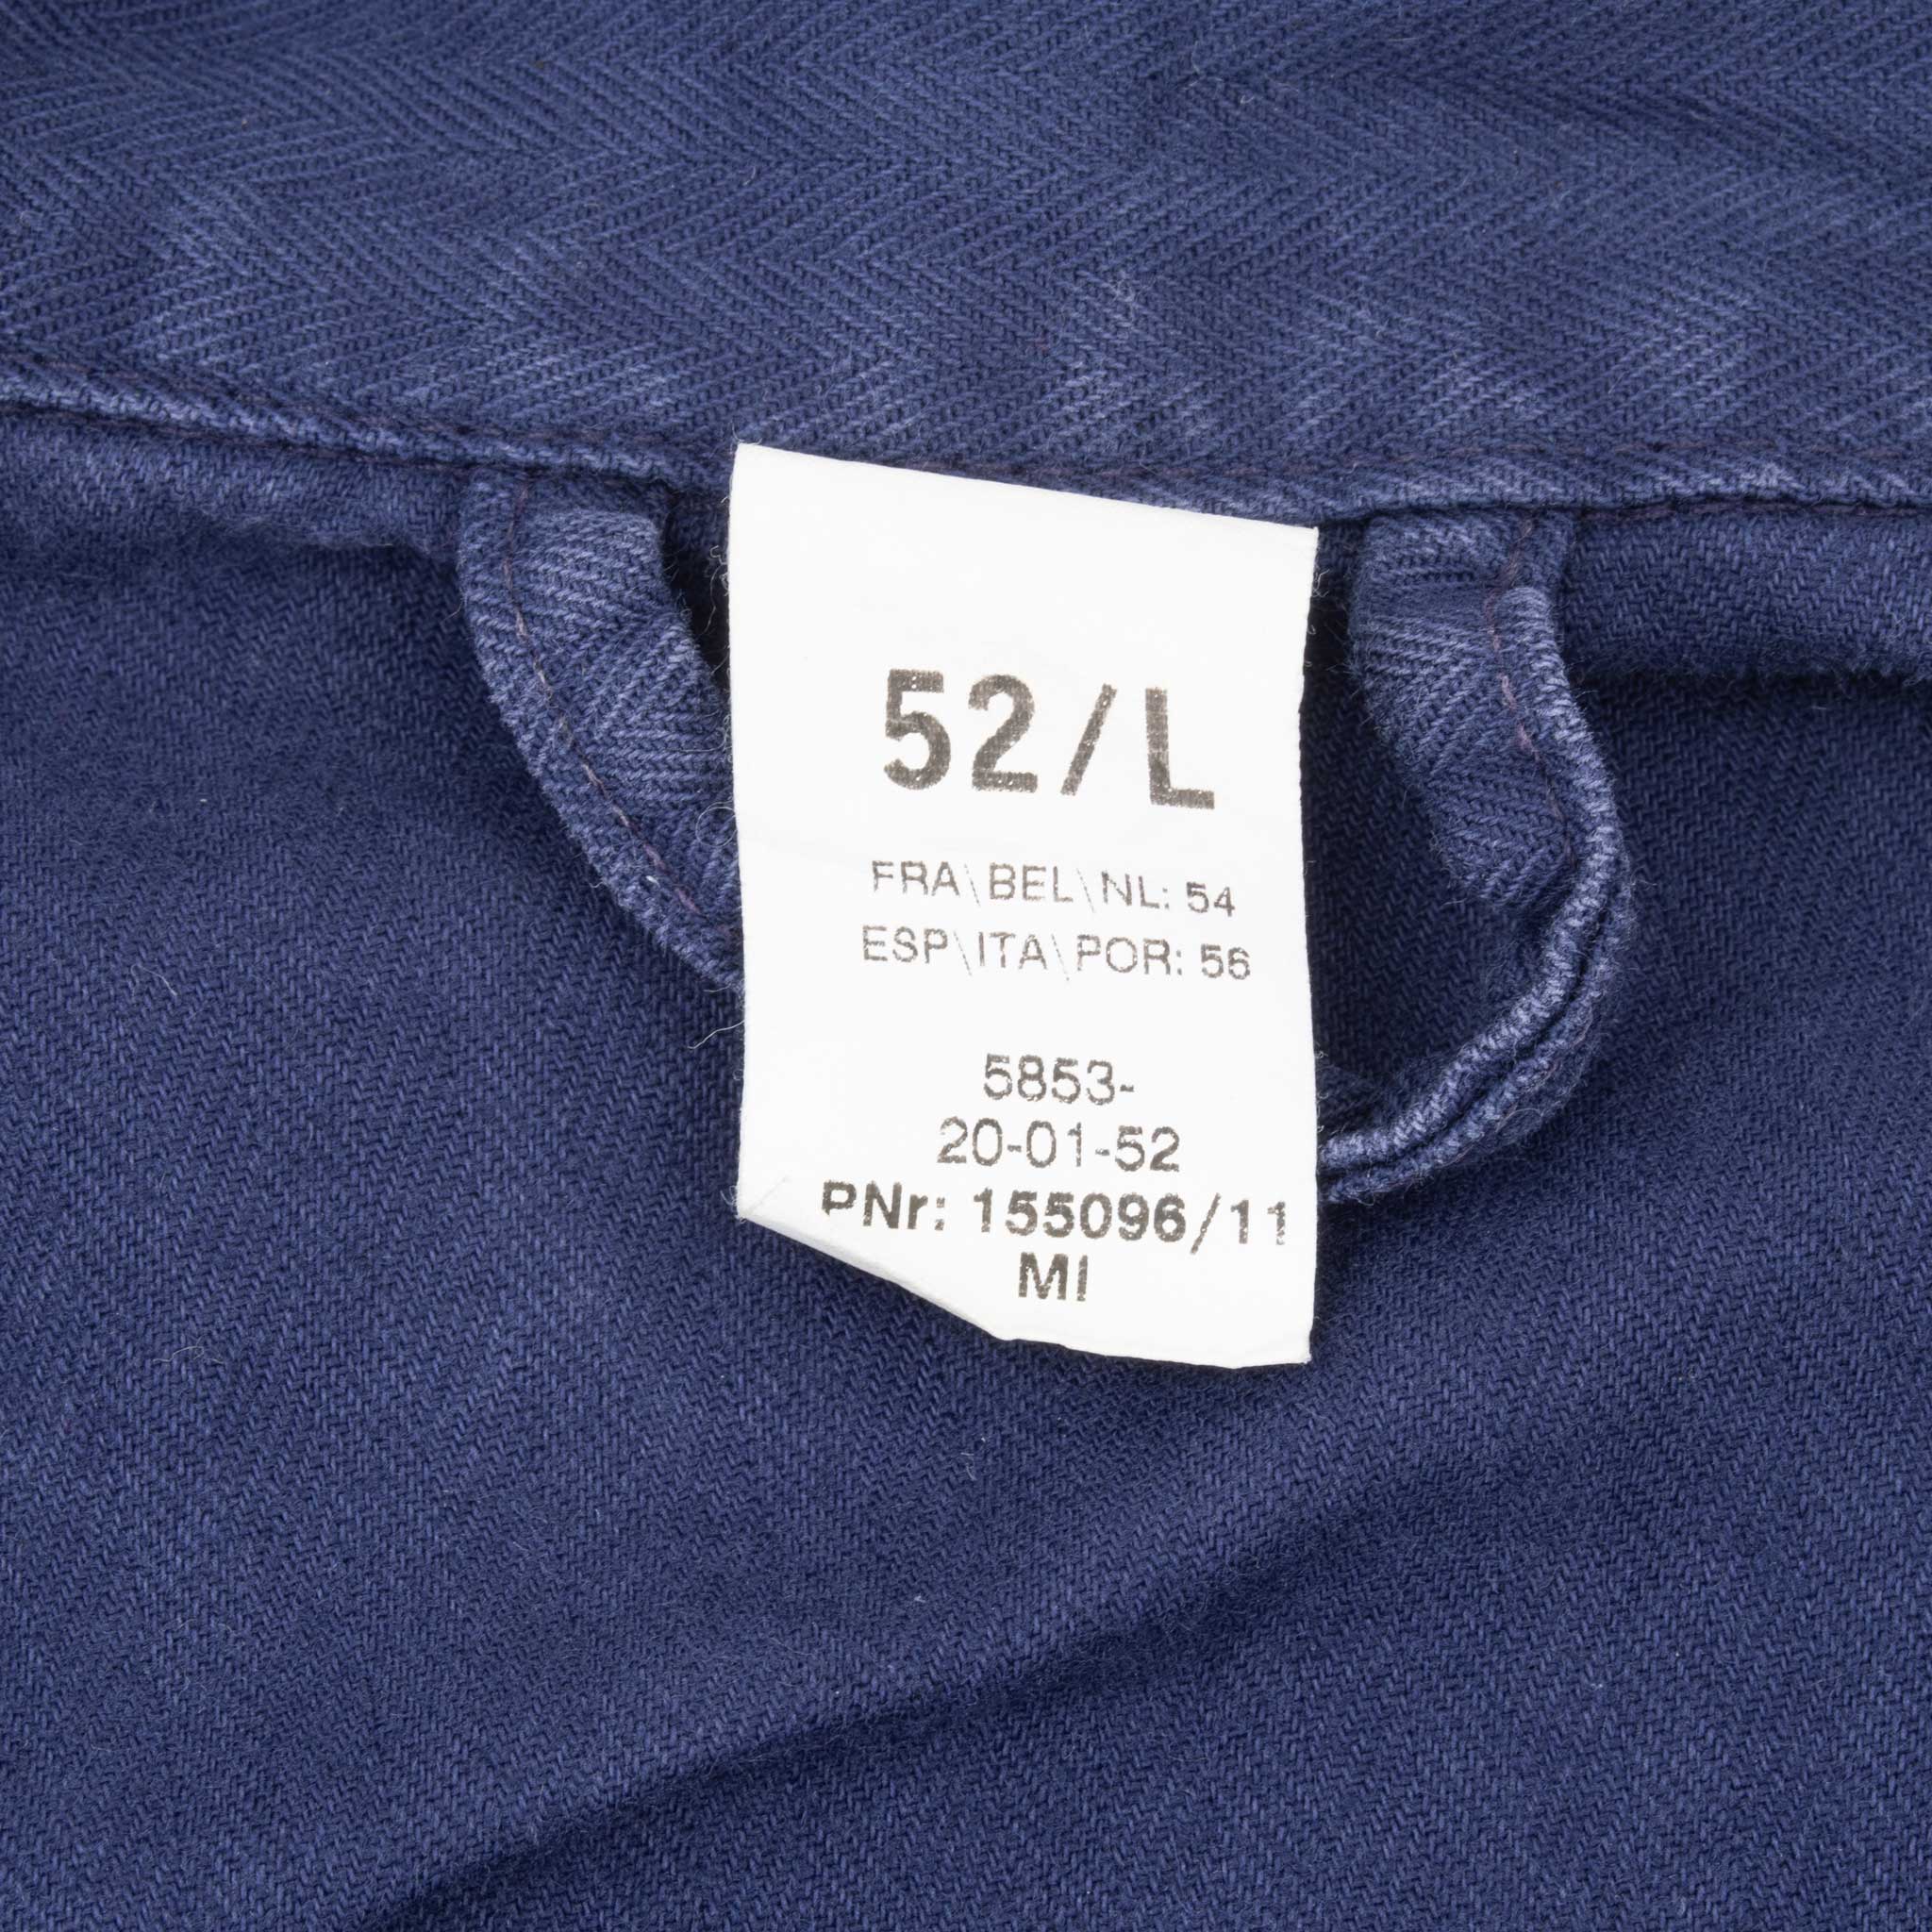 52/L
FRA\BEL\NL: 54
ESP\ITA\POR: 56
5853-
20-01-52
PNr: 155096/11
MI